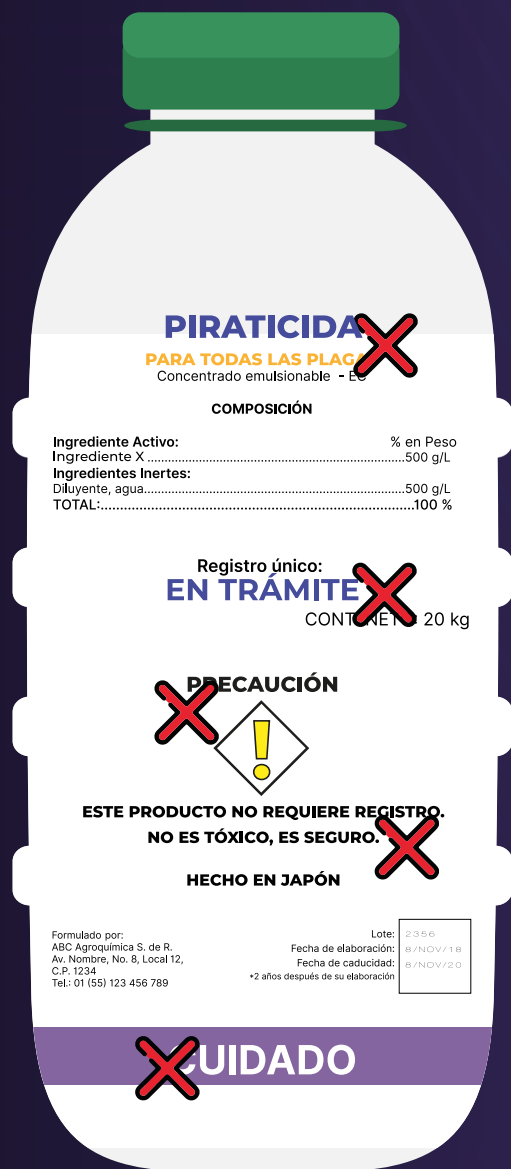 PIRATICIDA
PARA TODAS LAS PLAGA
Concentrado emulsionable - EC
COMPOSICIÓN
Ingrediente Activo: % en Peso
Ingrediente X ............................................................................500 g/L
Ingredientes Inertes:
Diluyente, agua............................................................................500 g/L
TOTAL:............................................................................100 %
Registro único:
EN TRÁMITE
20 kg
PRECAUCIÓN
ESTE PRODUCTO NO REQUIERE REGISTRO.
NO ES TÓXICO, ES SEGURO.
HECHO EN JAPÓN
Formulado por:
ABC Agroquímica S. de R.
Av. Nombre, No. 8, Local 12,
C.P. 1234
Tel.: 01 (55) 123 456 789
Lote: 2356
Fecha de elaboración: 8/NOV/18
Fecha de caducidad: 8/NOV/20
*2 años después de su elaboración
CUIDADO